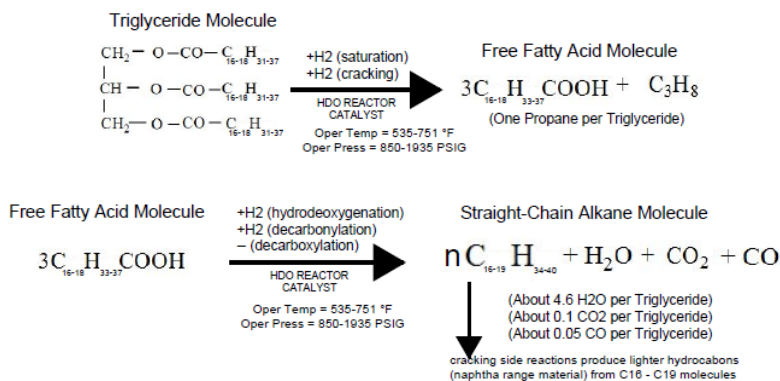 Triglyceride Molecule
CH₂ — O—CO—C₁₆₋₁₈H₃₁₋₃₇
CH — O—CO—C₁₆₋₁₈H₃₁₋₃₇
CH₂—O—CO—C₁₆₋₁₈H₃₁₋₃₇
+H2 (saturation)
+H2 (cracking)
HDO REACTOR
CATALYST
Oper Temp = 535-751 °F
Oper Press = 850-1935 PSIG
Free Fatty Acid Molecule
3C₁₆₋₁₈H₃₃₋₃₇COOH + C₃H₈
(One Propane per Triglyceride)
Free Fatty Acid Molecule
3C₁₆₋₁₈H₃₃₋₃₇COOH
+H2 (hydrodeoxygenation)
+H2 (decarbonylation)
– (decarboxylation)
HDO REACTOR
CATALYST
Oper Temp = 535-751 °F
Oper Press = 850-1935 PSIG
Straight-Chain Alkane Molecule
nC₁₆₋₁₉H₃₄₋₄₀ + H₂O + CO₂ + CO
(About 4.6 H2O per Triglyceride)
(About 0.1 CO2 per Triglyceride)
(About 0.05 CO per Triglyceride)
cracking side reactions produce lighter hydrocabons
(naphtha range material) from C16 - C19 molecules